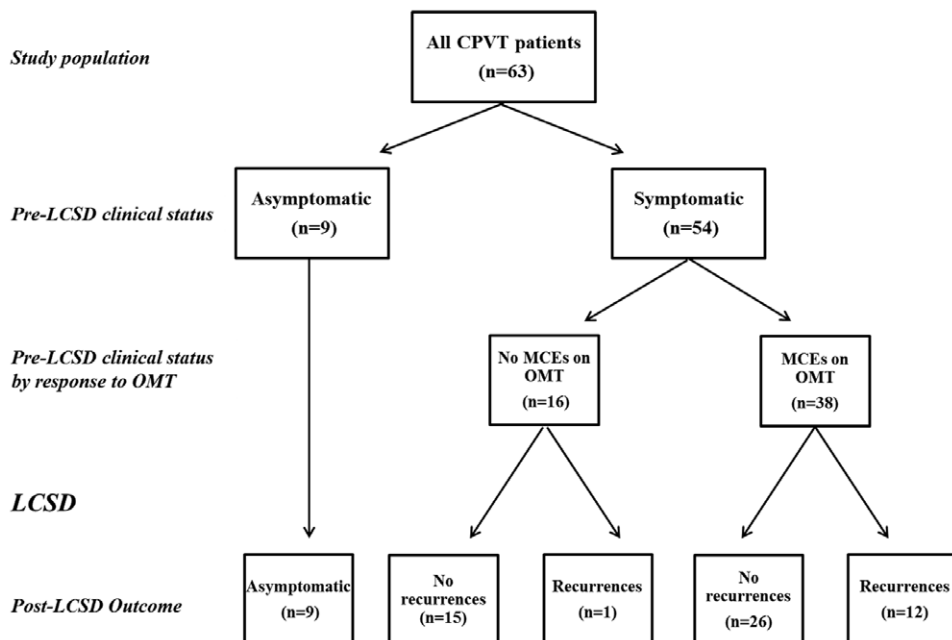 Study population
All CPVT patients
(n=63)
Pre-LCSD clinical status
Asymptomatic
(n=9)
Symptomatic
(n=54)
Pre-LCSD clinical status
by response to OMT
No MCEs on
OMT
(n=16)
MCEs on
OMT
(n=38)
LCSD
Post-LCSD Outcome
Asymptomatic
(n=9)
No
recurrences
(n=15)
Recurrences
(n=1)
No
recurrences
(n=26)
Recurrences
(n=12)